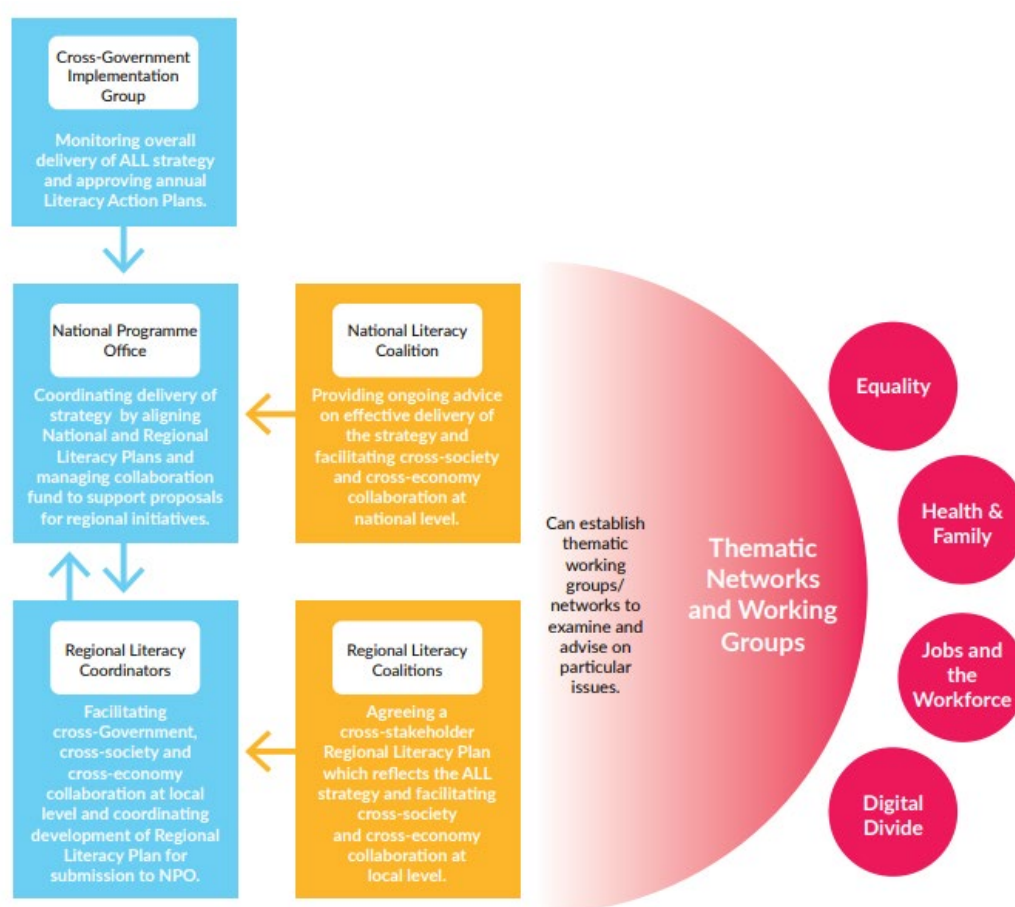 Cross-Government
Implementation
Group
Monitoring overall
delivery of ALL strategy
and approving annual
Literacy Action Plans.
National Programme
Office
Coordinating delivery of
strategy by aligning
National and Regional
Literacy Plans and
managing collaboration
fund to support proposals
for regional initiatives.
National Literacy
Coalition
Providing ongoing advice
on effective delivery of
the strategy and
facilitating cross-society
and cross-economy
collaboration at
national level.
Regional Literacy
Coordinators
Facilitating
cross-Government,
cross-society and
cross-economy
collaboration at local
level and coordinating
development of Regional
Literacy Plan for
submission to NPO.
Regional Literacy
Coalitions
Agreeing a
cross-stakeholder
Regional Literacy Plan
which reflects the ALL
strategy and facilitating
cross-society
and cross-economy
collaboration at
local level.
Can establish
thematic
working
groups/
networks to
examine and
advise on
particular
issues.
Thematic
Networks
and Working
Groups
Equality
Health &
Family
Jobs and
the
Workforce
Digital
Divide